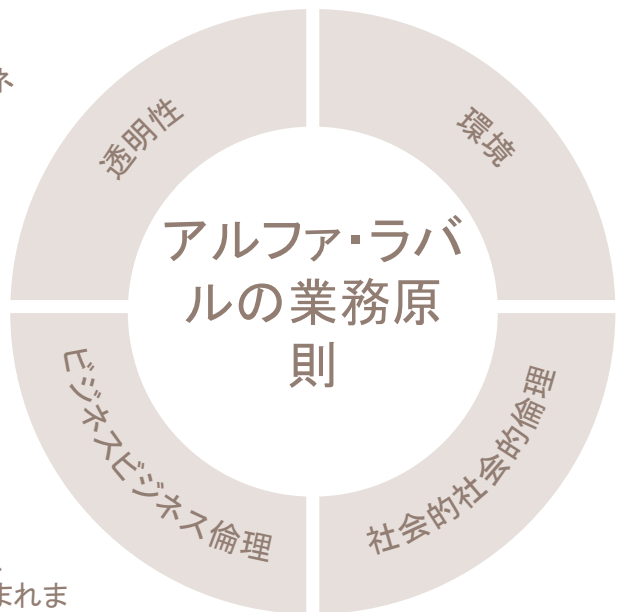 ネ
透明性
環境
アルファ・ラバ
ルの業務原
則
ビジネスビジネス倫理
社会的社会的倫理
まれま